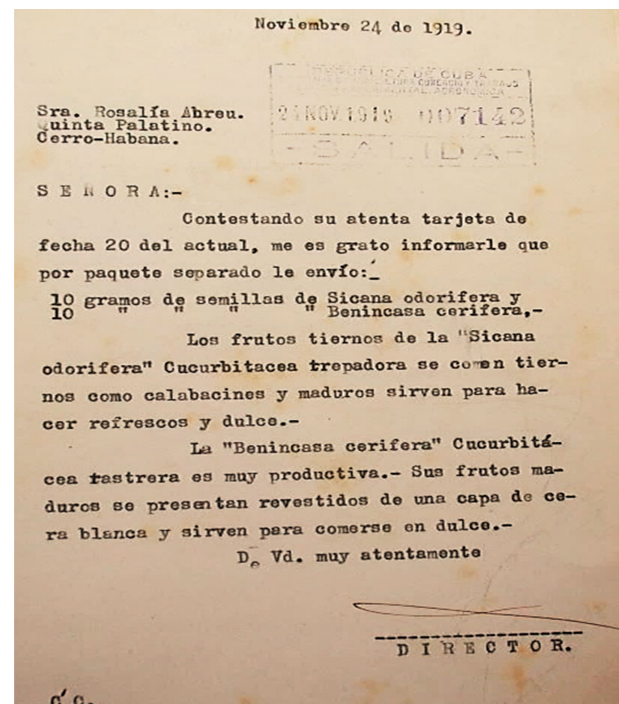 Noviembre 24 de 1919.
REPUBLICA DE CUBA
24 NOV. 1919 007142
-SALIDA-
Sra. Rosalía Abreu.
Quinta Palatino.
Cerro-Habana.
S E Ñ O R A:-
Contestando su atenta tarjeta de
fecha 20 del actual, me es grato informarle que
por paquete separado le envío:_
10 gramos de semillas de Sicana odorifera y
10 " " " " Benincasa cerifera,-
Los frutos tiernos de la "Sicana
odorifera" Cucurbitacea trepadora se comen tier-
nos como calabacines y maduros sirven para ha-
cer refrescos y dulce.-
La "Benincasa cerifera" Cucurbitá-
cea rastrera es muy productiva.- Sus frutos ma-
duros se presentan revestidos de una capa de ce-
ra blanca y sirven para comerse en dulce.-
De Vd. muy atentamente
D I R E C T O R.